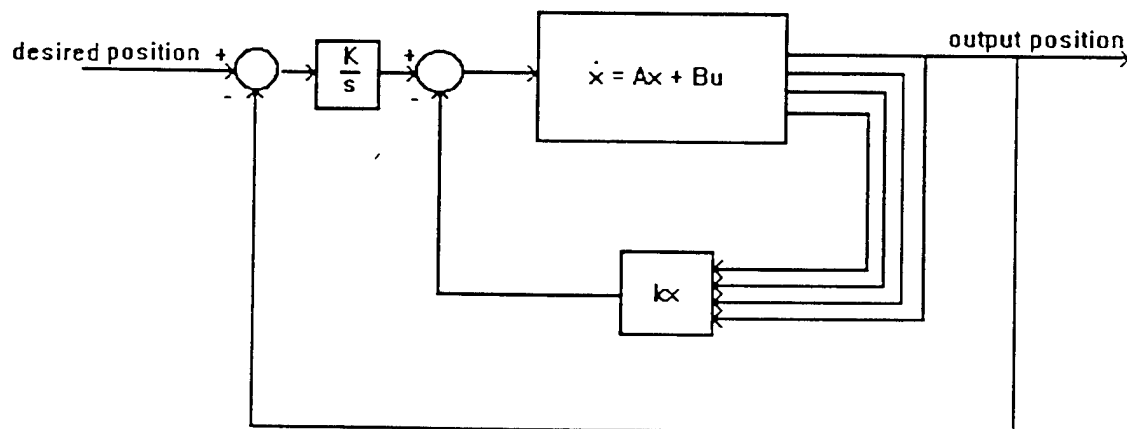 desired position
+
-
K
s
+
-
ẋ = Ax + Bu
output position
kx